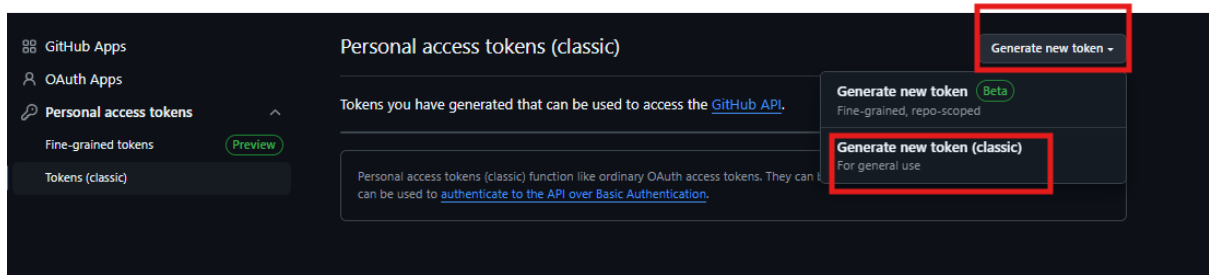 GitHub Apps
OAuth Apps
Personal access tokens
Fine-grained tokens Preview
Tokens (classic)
Personal access tokens (classic)
Generate new token
Tokens you have generated that can be used to access the GitHub API.
Generate new token Beta
Fine-grained, repo-scoped
Generate new token (classic)
For general use
Personal access tokens (classic) function like ordinary OAuth access tokens. They can
can be used to authenticate to the API over Basic Authentication.